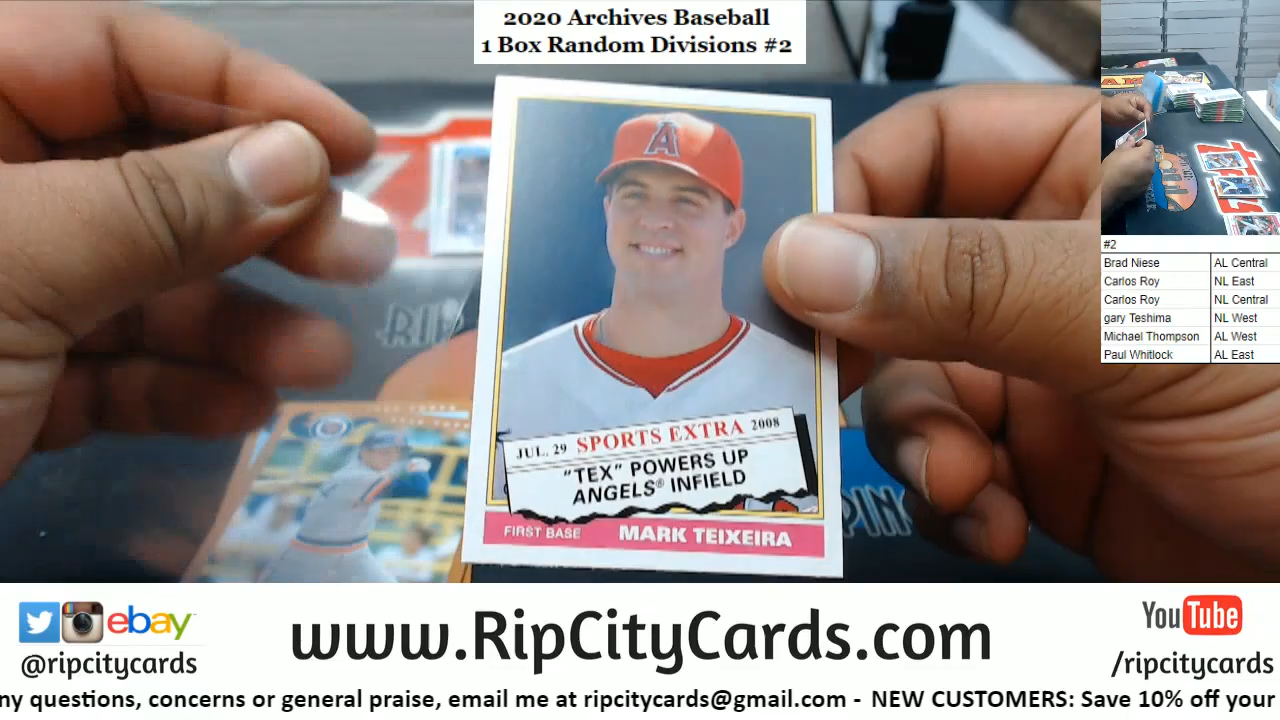 2020 Archives Baseball
1 Box Random Divisions #2
A
JUL. 29 SPORTS EXTRA 2008
"TEX" POWERS UP
ANGELS® INFIELD
FIRST BASE MARK TEIXEIRA
RIP
PIN
#2
Brad Niese AL Central
Carlos Roy NL East
Carlos Roy NL Central
gary Teshima NL West
Michael Thompson AL West
Paul Whitlock AL East
ebay
@ripcitycards
www.RipCityCards.com
YouTube
/ripcitycards
ny questions, concerns or general praise, email me at ripcitycards@gmail.com - NEW CUSTOMERS: Save 10% off your